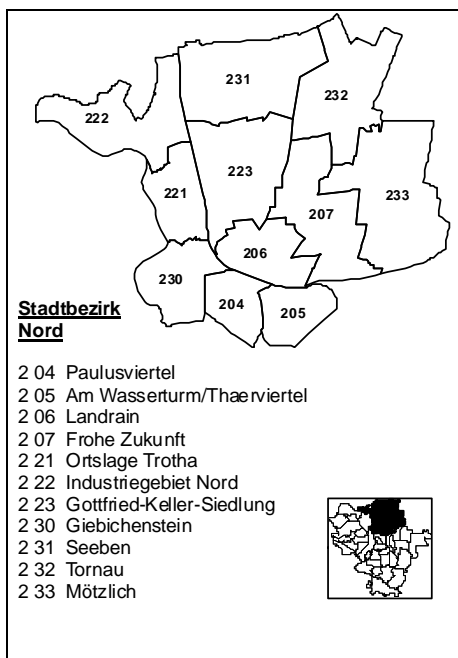 231
232
222
223
233
221
207
206
230
204
205
Stadtbezirk
Nord
2 04 Paulusviertel
2 05 Am Wasserturm/Thaerviertel
2 06 Landrain
2 07 Frohe Zukunft
2 21 Ortslage Trotha
2 22 Industriegebiet Nord
2 23 Gottfried-Keller-Siedlung
2 30 Giebichenstein
2 31 Seeben
2 32 Tornau
2 33 Mötzlich